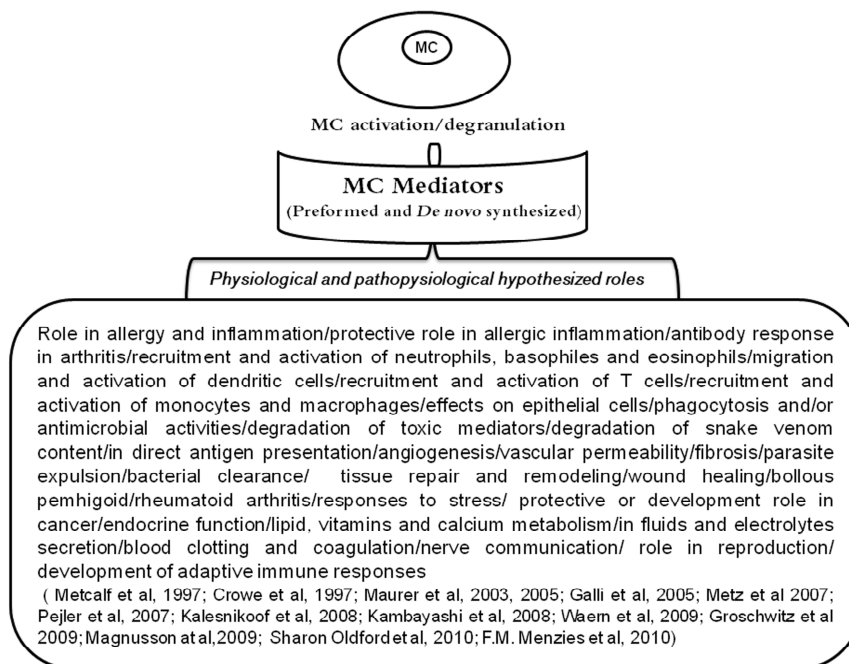 MC
MC activation/degranulation
MC Mediators
(Preformed and De novo synthesized)
Physiological and pathopysiological hypothesized roles
Role in allergy and inflammation/protective role in allergic inflammation/antibody response
in arthritis/recruitment and activation of neutrophils, basophiles and eosinophils/migration
and activation of dendritic cells/recruitment and activation of T cells/recruitment and
activation of monocytes and macrophages/effects on epithelial cells/phagocytosis and/or
antimicrobial activities/degradation of toxic mediators/degradation of snake venom
content/in direct antigen presentation/angiogenesis/vascular permeability/fibrosis/parasite
expulsion/bacterial clearance/ tissue repair and remodeling/wound healing/bollous
pemhigoid/rheumatoid arthritis/responses to stress/ protective or development role in
cancer/endocrine function/lipid, vitamins and calcium metabolism/in fluids and electrolytes
secretion/blood clotting and coagulation/nerve communication/ role in reproduction/
development of adaptive immune responses
( Metcalf et al, 1997; Crowe et al, 1997; Maurer et al, 2003, 2005; Galli et al, 2005; Metz et al 2007;
Pejler et al, 2007; Kalesnikoof et al, 2008; Kambayashi et al, 2008; Waern et al, 2009; Groschwitz et al
2009; Magnusson at al,2009; Sharon Oldford et al, 2010; F.M. Menzies et al, 2010)